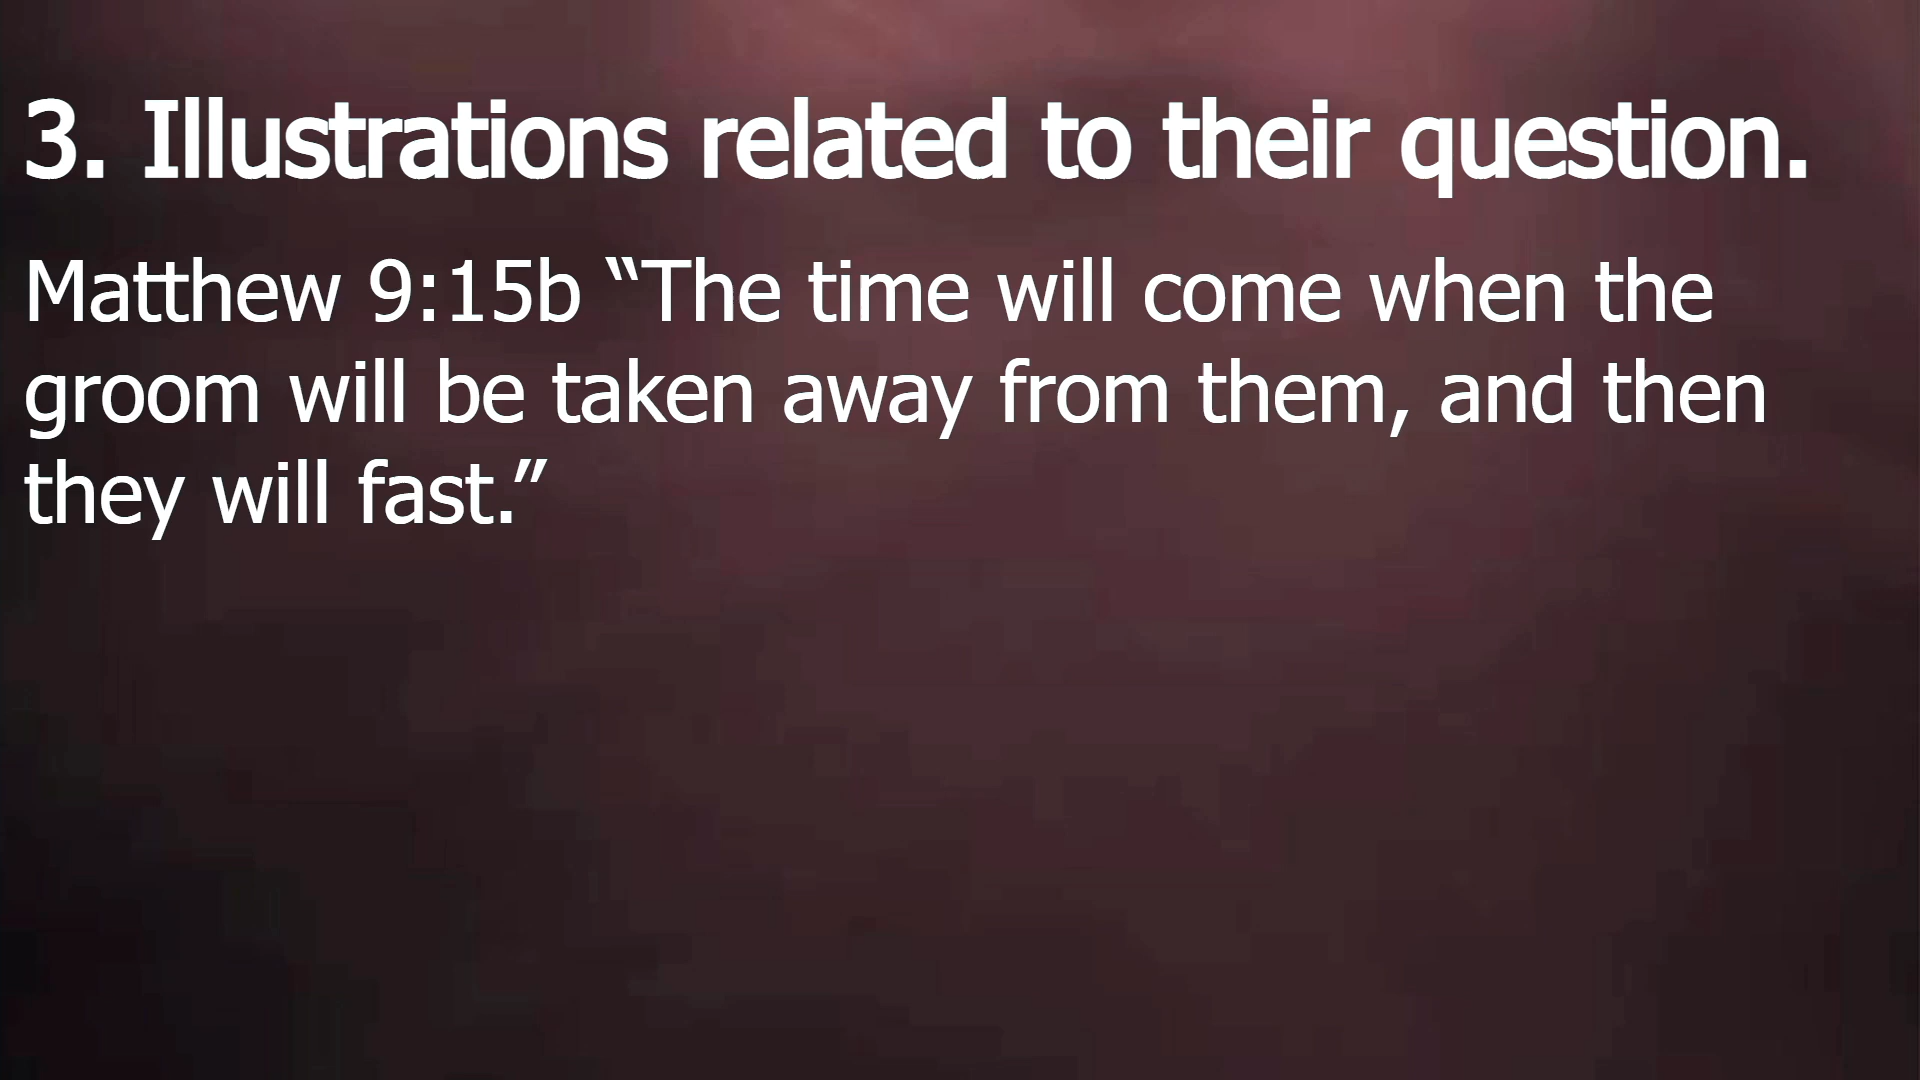 3. Illustrations related to their question.
Matthew 9:15b “The time will come when the
groom will be taken away from them, and then
they will fast.”